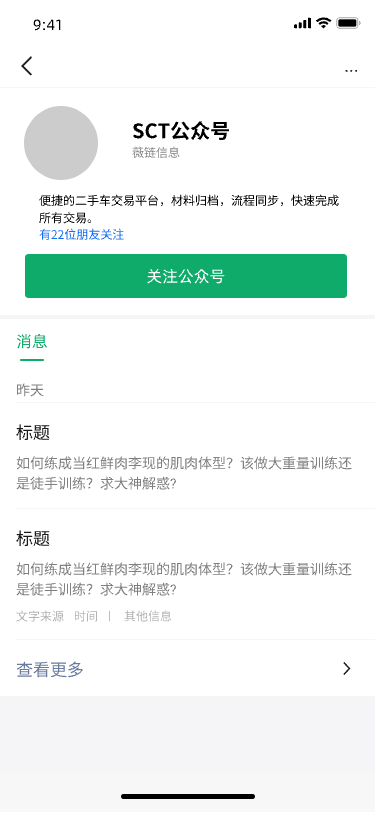 9:41
...
SCT公众号
薇链信息
便捷的二手车交易平台，材料归档，流程同步，快速完成
所有交易。
有22位朋友关注
关注公众号
消息
昨天
标题
如何练成当红鲜肉李现的肌肉体型？该做大重量训练还
是徒手训练？求大神解惑?
标题
如何练成当红鲜肉李现的肌肉体型？该做大重量训练还
是徒手训练？求大神解惑?
文字来源 时间 | 其他信息
查看更多